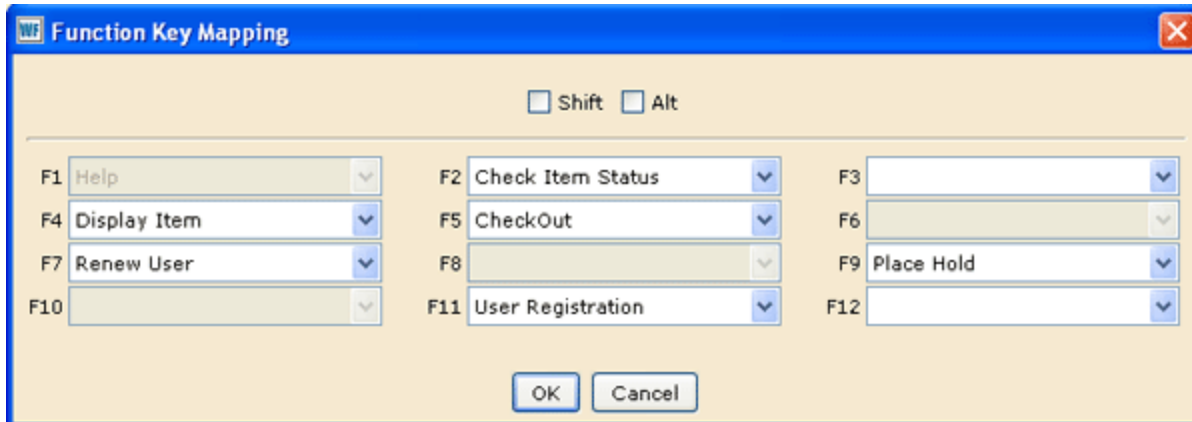 WF Function Key Mapping
Shift Alt
F1 Help F2 Check Item Status F3
F4 Display Item F5 CheckOut F6
F7 Renew User F8 F9 Place Hold
F10 F11 User Registration F12
OK Cancel